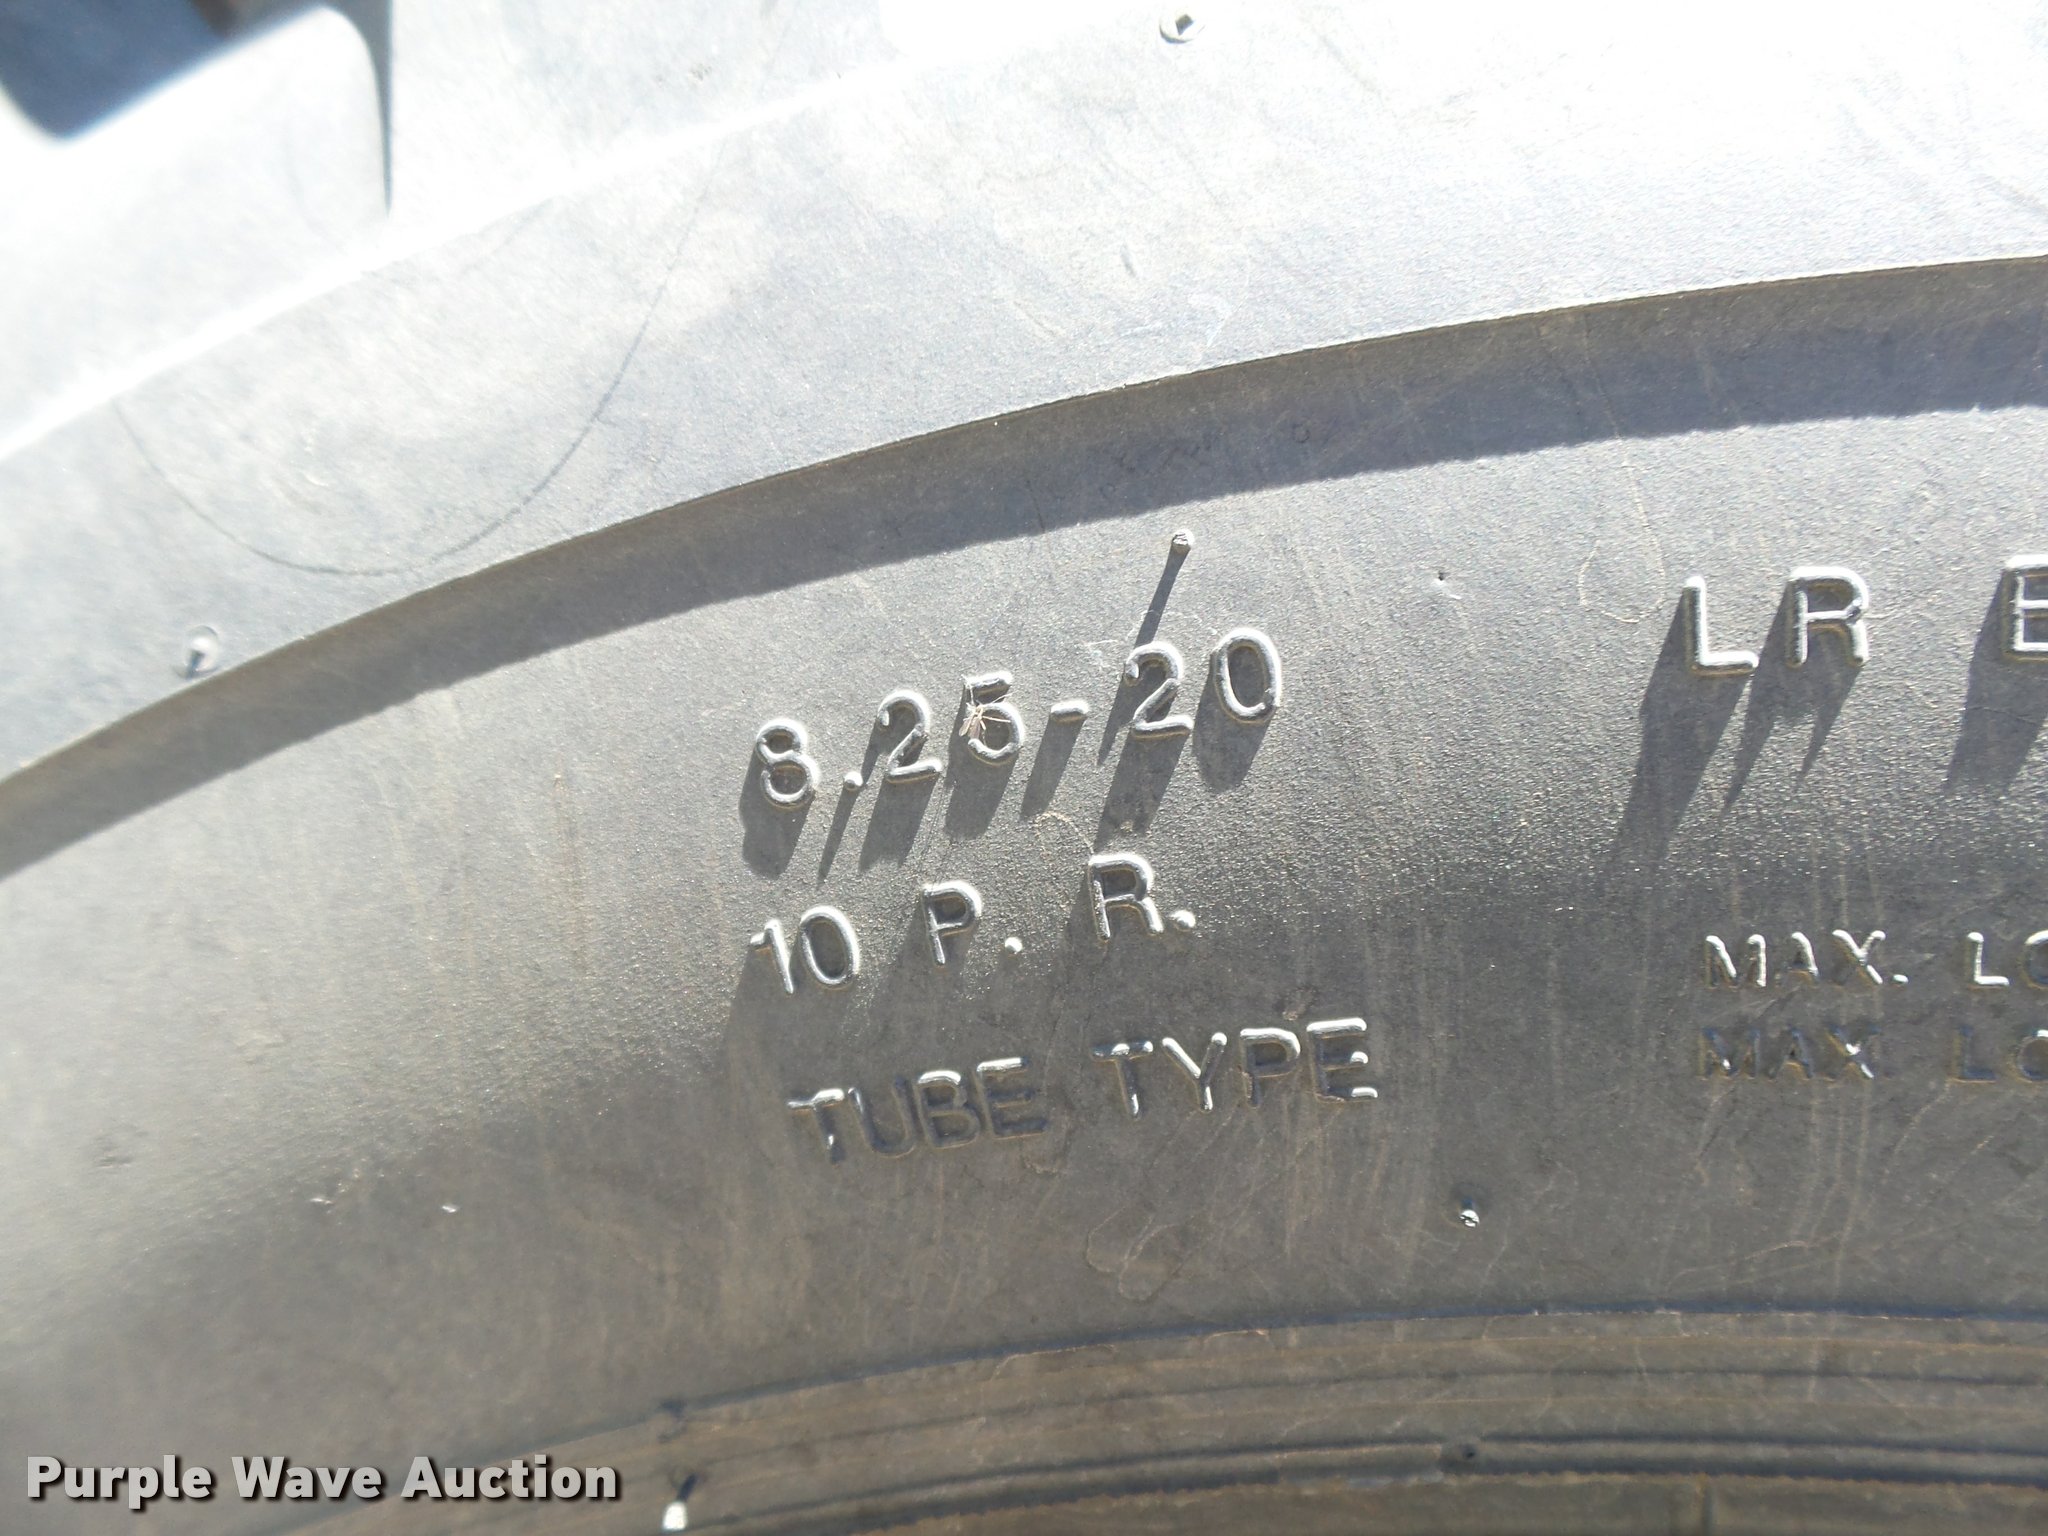 8.25-20
10 P. R.
TUBE TYPE
LR E
MAX.
MAX
Purple Wave Auction